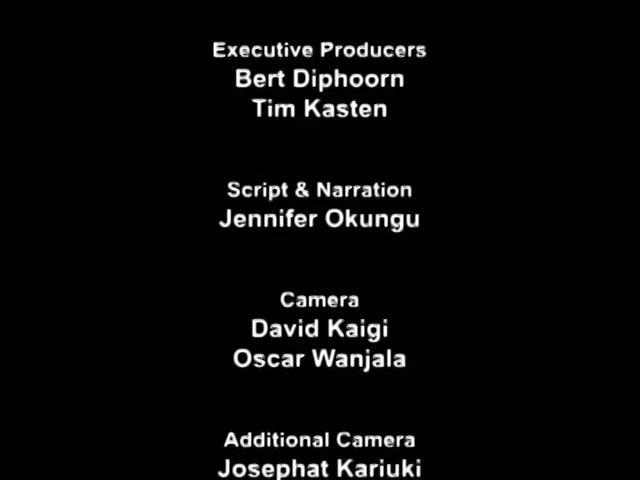 Executive Producers
Bert Diphoorn
Tim Kasten
Script & Narration
Jennifer Okungu
Camera
David Kaigi
Oscar Wanjala
Additional Camera
Josephat Kariuki